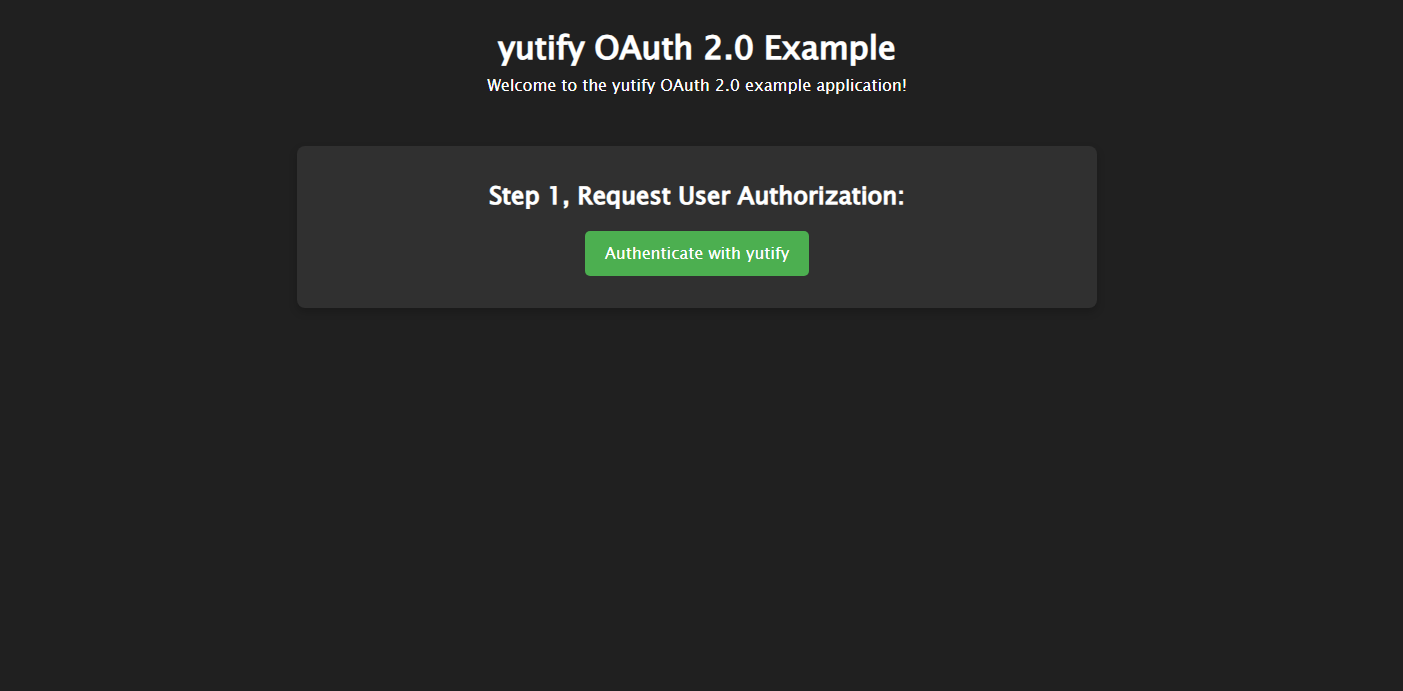 yutify OAuth 2.0 Example
Welcome to the yutify OAuth 2.0 example application!
Step 1, Request User Authorization:
Authenticate with yutify